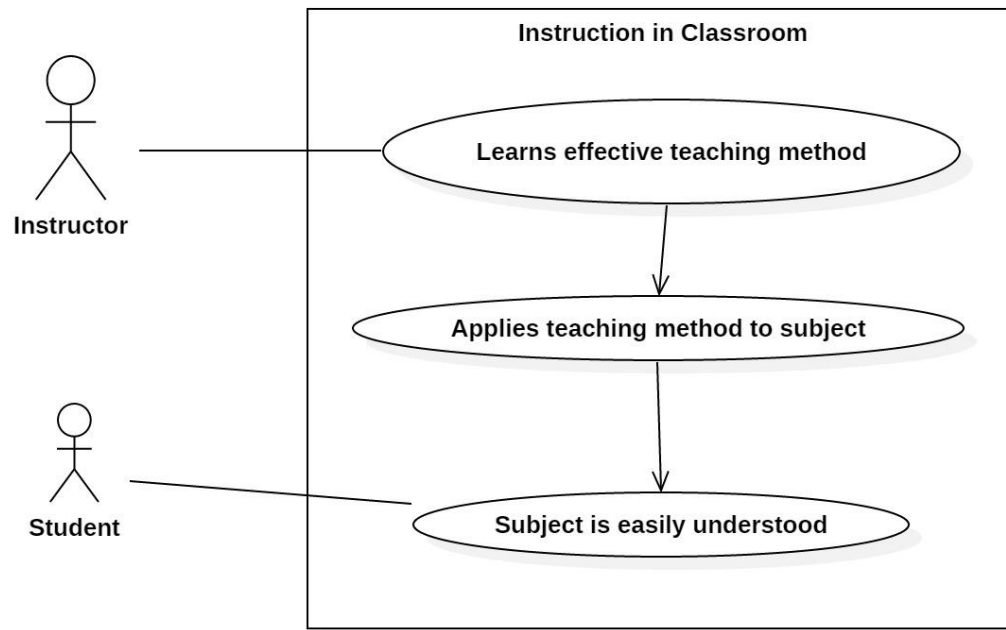 Instruction in Classroom
Learns effective teaching method
Instructor
Applies teaching method to subject
Subject is easily understood
Student